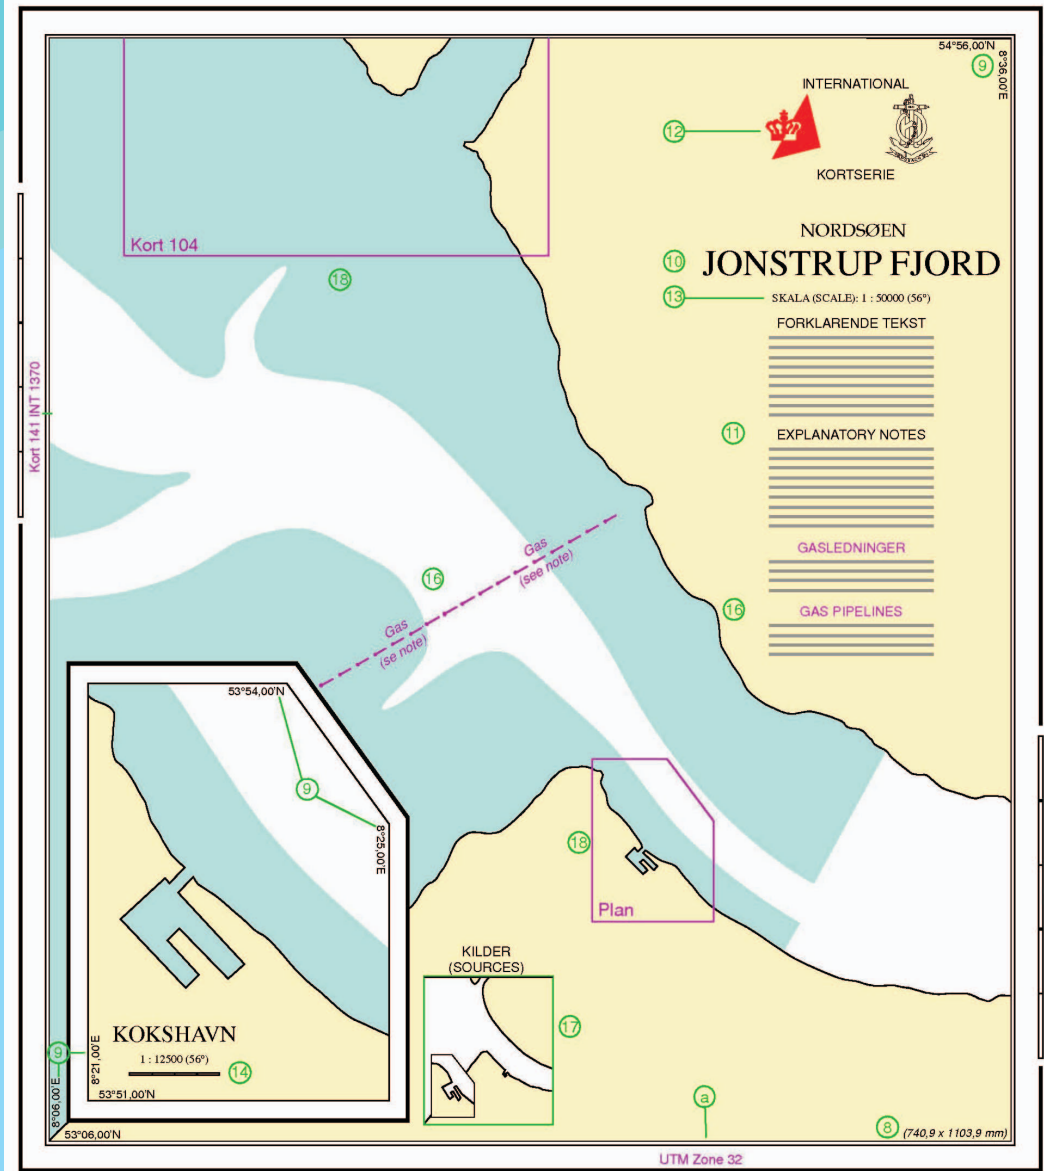 54°56,00'N
8°36,00'E
9
INTERNATIONAL
12
KORTSERIE
Kort 104
18
NORDSØEN
10
JONSTRUP FJORD
13
SKALA (SCALE): 1 : 50000 (56°)
FORKLARENDE TEKST
Kort 141 INT 1370
11
EXPLANATORY NOTES
Gas
(see note)
GASLEDNINGER
16
16
GAS PIPELINES
Gas
(se note)
53°54,00'N
9
8°25,00'E
18
Plan
KILDER
(SOURCES)
17
KOKSHAVN
1 : 12500 (56°)
14
9
8°21,00'E
53°51,00'N
8°06,00'E
53°06,00'N
a
8
(740,9 x 1103,9 mm)
UTM Zone 32